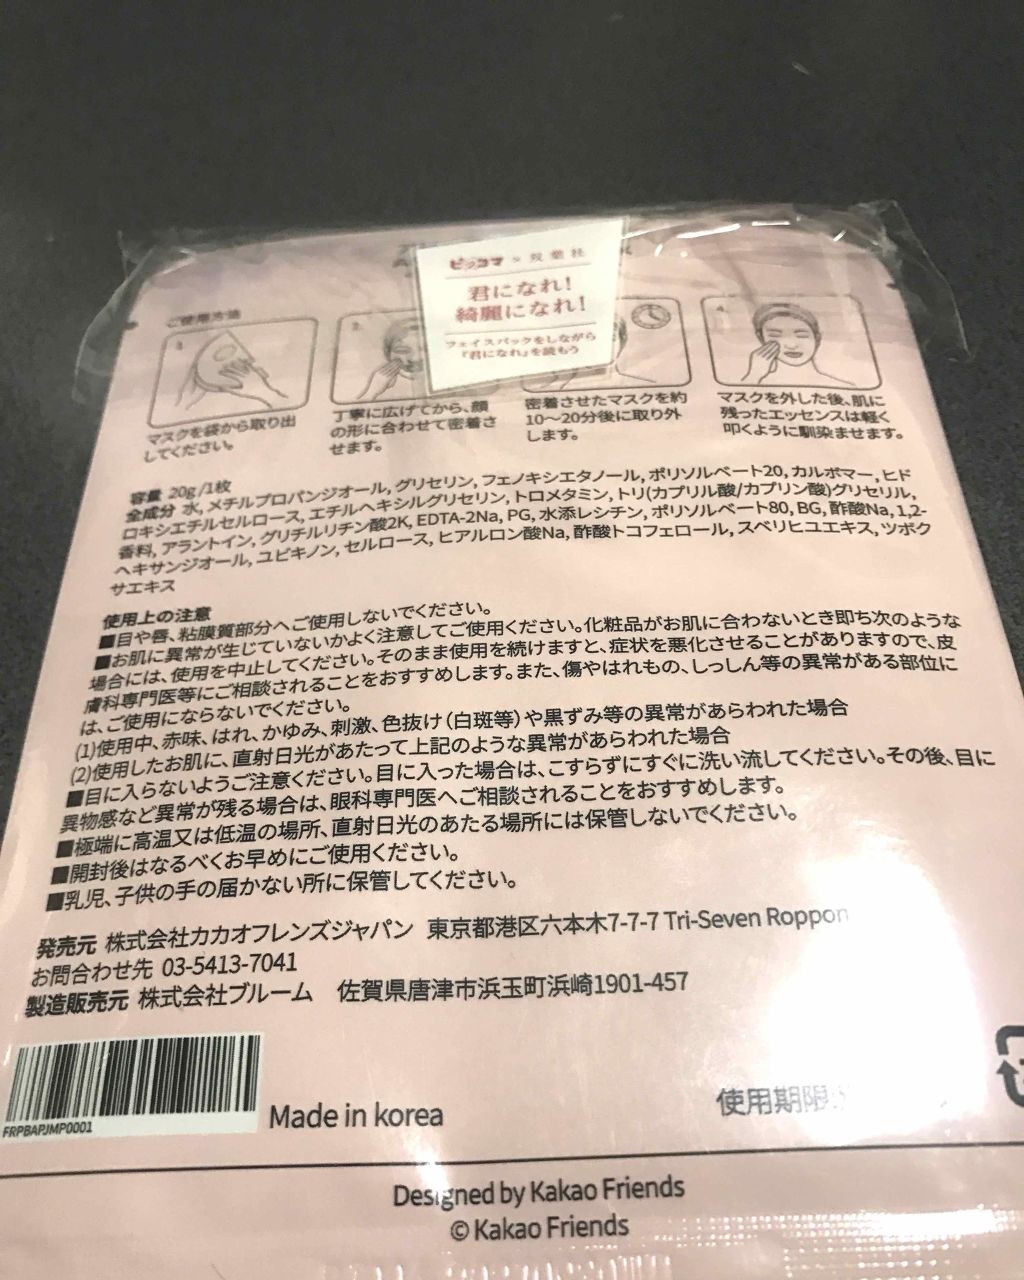 ピッコマ × 双葉社
君になれ!
綺麗になれ!
フェイスパックをしながら
『君になれ』を読もう
ご使用方法
1.
マスクを袋から取り出
してください。
2.
丁寧に広げてから、顔
の形に合わせて密着さ
せます。
密着させたマスクを約
10〜20分後に取り外
します。
4.
マスクを外した後、肌に
残ったエッセンスは軽く
叩くように馴染ませます。
容量 20g/1枚
全成分 水, メチルプロパンジオール, グリセリン, フェノキシエタノール, ポリソルベート20, カルボマー, ヒド
ロキシエチルセルロース, エチルヘキシルグリセリン, トロメタミン, トリ(カプリル酸/カプリン酸)グリセリル,
香料, アラントイン, グリチルリチン酸2K, EDTA-2Na, PG, 水添レシチン, ポリソルベート80, BG, 酢酸Na, 1,2-
ヘキサンジオール, ユビキノン, セルロース, ヒアルロン酸Na, 酢酸トコフェロール, スベリヒユエキス, ツボク
サエキス
使用上の注意
■目や唇、粘膜質部分へご使用しないでください。
■お肌に異常が生じていないかよく注意してご使用ください。化粧品がお肌に合わないとき即ち次のような
場合には、使用を中止してください。そのまま使用を続けますと、症状を悪化させることがありますので、皮
膚科専門医等にご相談されることをおすすめします。また、傷やはれもの、しっしん等の異常がある部位に
は、ご使用にならないでください。
(1)使用中、赤味、はれ、かゆみ、刺激、色抜け(白斑等)や黒ずみ等の異常があらわれた場合
(2)使用したお肌に、直射日光があたって上記のような異常があらわれた場合
■目に入らないようご注意ください。目に入った場合は、こすらずにすぐに洗い流してください。その後、目に
異物感など異常が残る場合は、眼科専門医へご相談されることをおすすめします。
■極端に高温又は低温の場所、直射日光のあたる場所には保管しないでください。
■開封後はなるべくお早めにご使用ください。
■乳児、子供の手の届かない所に保管してください。
発売元 株式会社カカオフレンズジャパン 東京都港区六本木7-7-7 Tri-Seven Roppon
お問合わせ先 03-5413-7041
製造販売元 株式会社ブルーム 佐賀県唐津市浜玉町浜崎1901-457
FRPBAPJMP0001
Made in korea
使用期限
Designed by Kakao Friends
© Kakao Friends